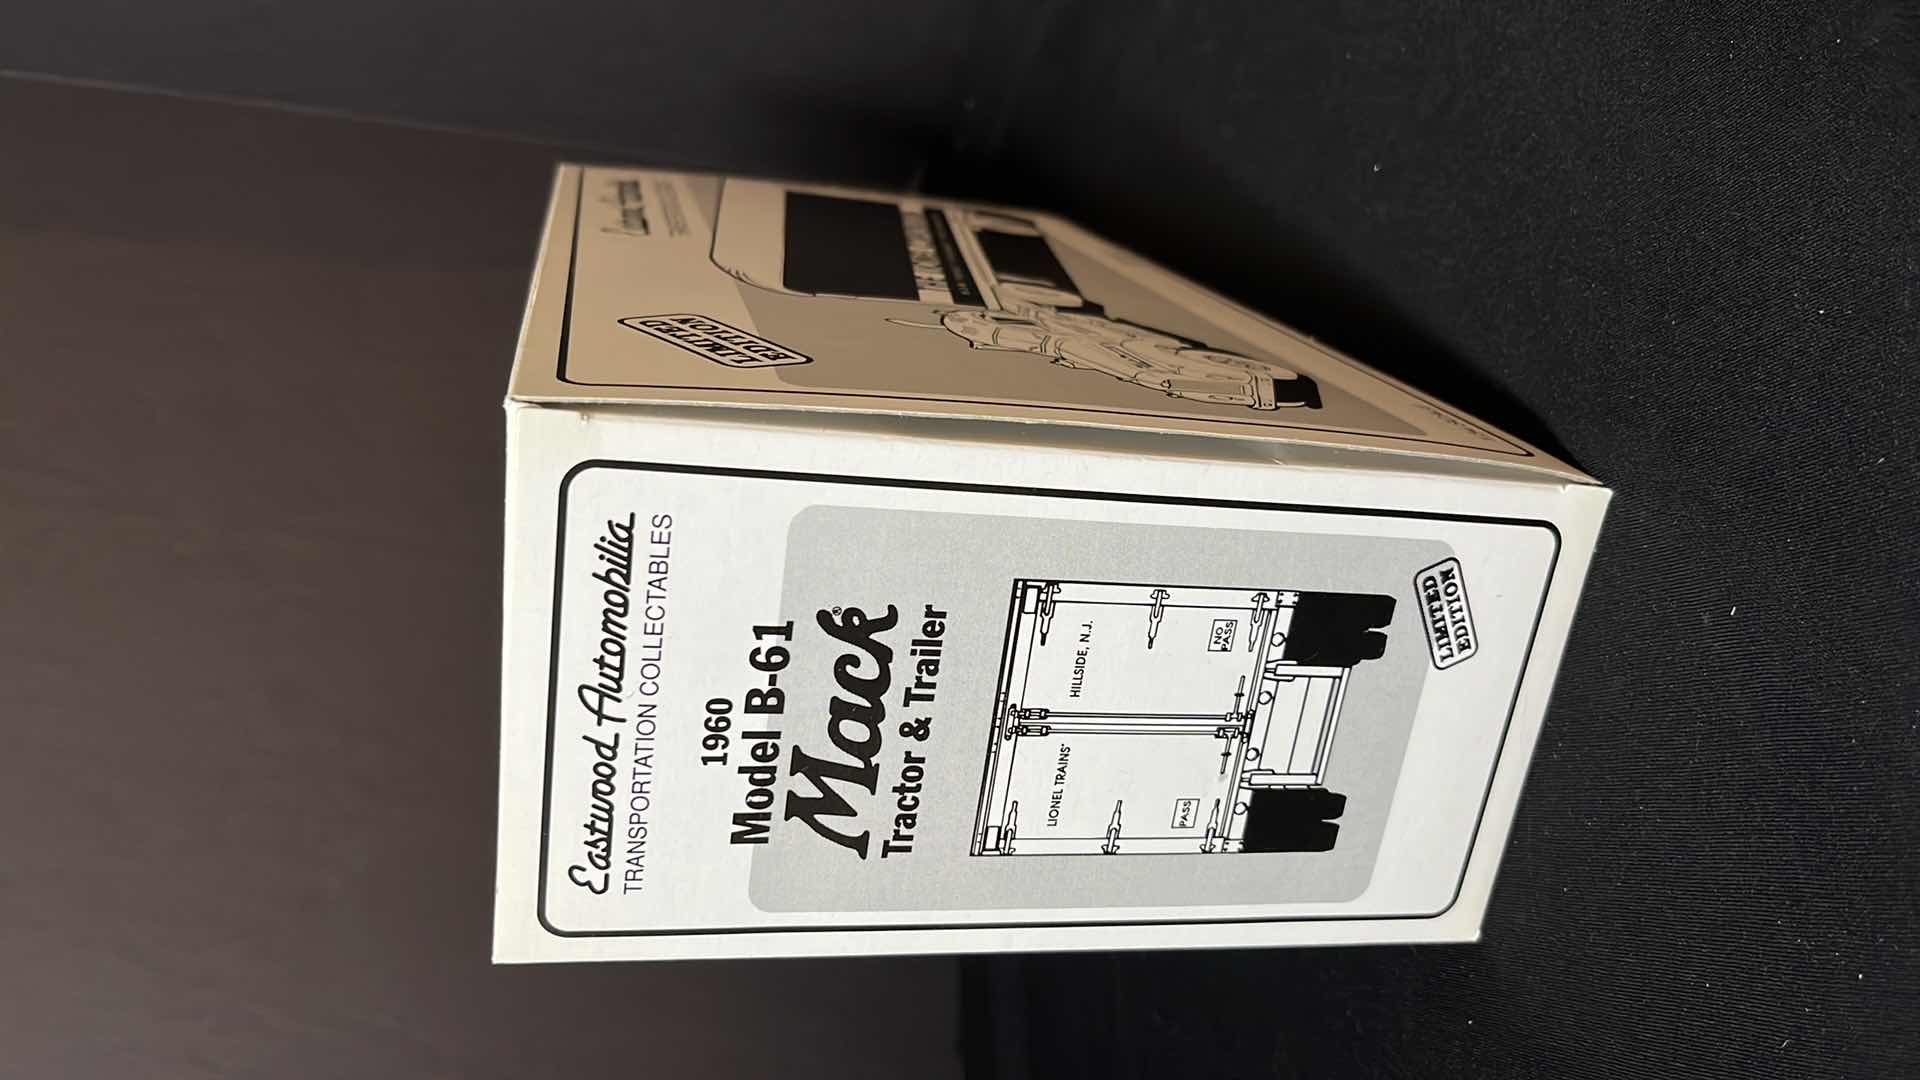 Eastwood Automobilia
TRANSPORTATION COLLECTABLES
1960
Model B-61
Mack®
Tractor & Trailer
LIONEL TRAINS'
HILLSIDE, N.J.
PASS
NO
PASS
LIMITED
EDITION
LIMITED
EDITION